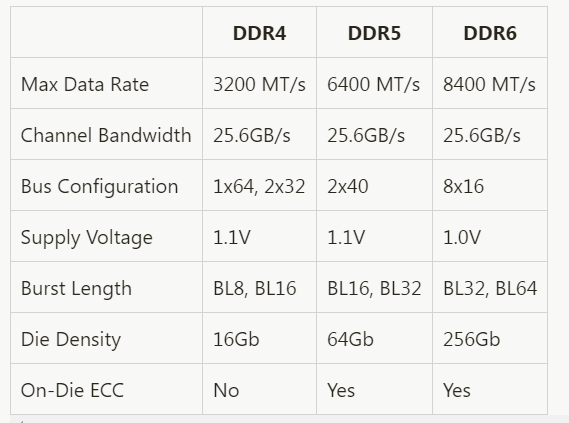 DDR4 DDR5 DDR6
Max Data Rate 3200 MT/s 6400 MT/s 8400 MT/s
Channel Bandwidth 25.6GB/s 25.6GB/s 25.6GB/s
Bus Configuration 1x64, 2x32 2x40 8x16
Supply Voltage 1.1V 1.1V 1.0V
Burst Length BL8, BL16 BL16, BL32 BL32, BL64
Die Density 16Gb 64Gb 256Gb
On-Die ECC No Yes Yes